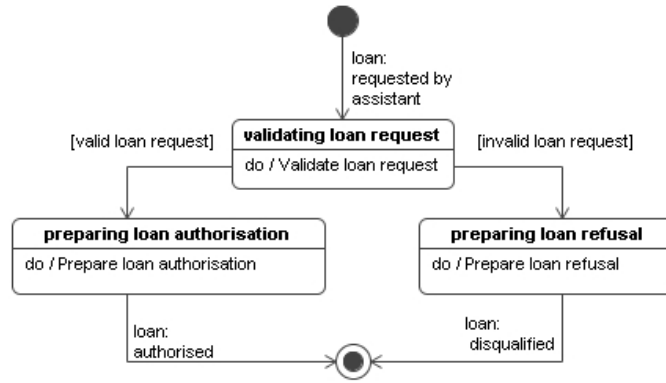 loan:
requested by
assistant
[valid loan request]
validating loan request
[invalid loan request]
do / Validate loan request
preparing loan authorisation
preparing loan refusal
do / Prepare loan authorisation
do / Prepare loan refusal
loan:
authorised
loan:
disqualified